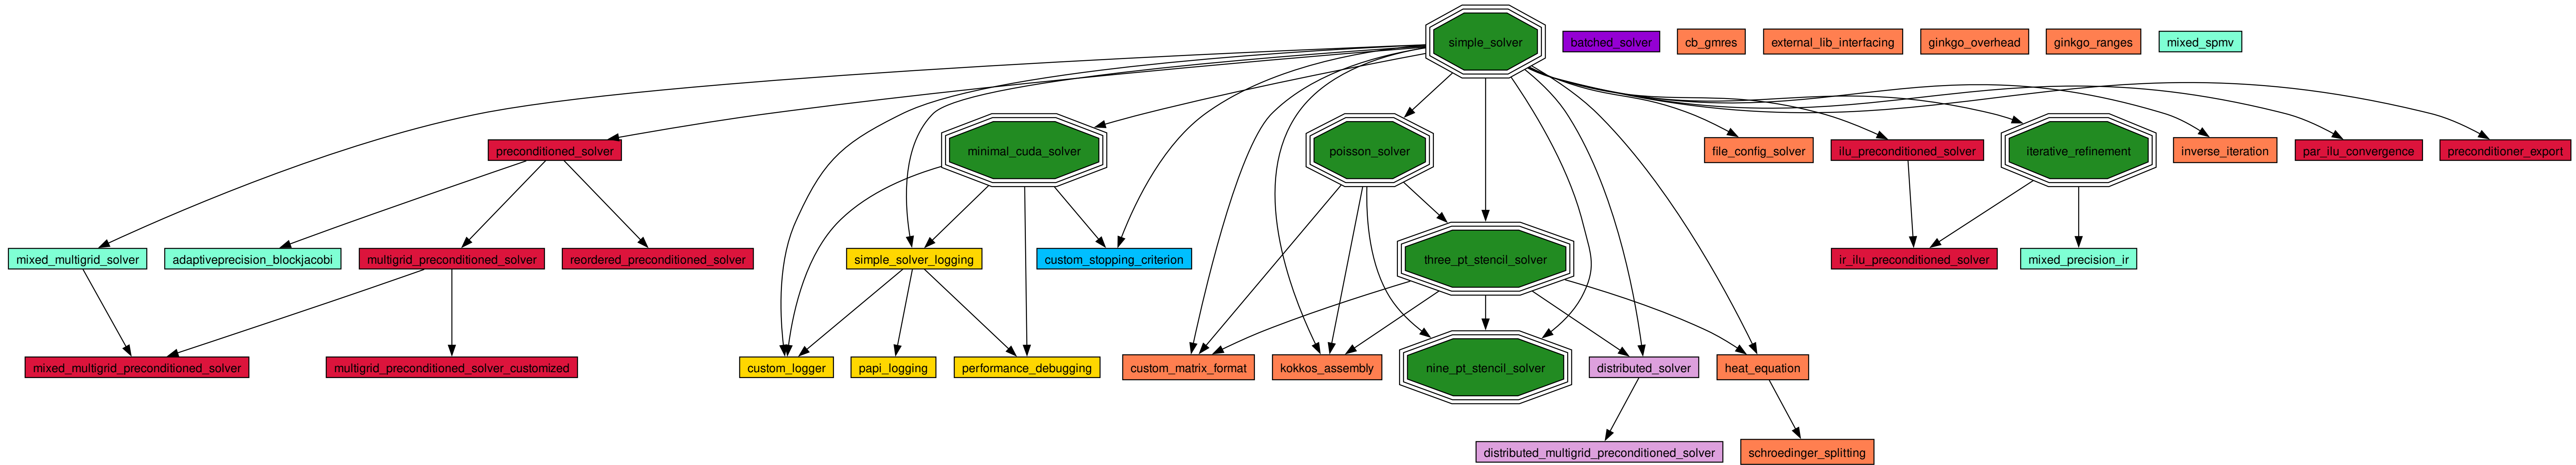 simple_solver
batched_solver
cb_gmres
external_lib_interfacing
ginkgo_overhead
ginkgo_ranges
mixed_spmv
preconditioned_solver
minimal_cuda_solver
poisson_solver
file_config_solver
ilu_preconditioned_solver
iterative_refinement
inverse_iteration
par_ilu_convergence
preconditioner_export
mixed_multigrid_solver
adaptiveprecision_blockjacobi
multigrid_preconditioned_solver
reordered_preconditioned_solver
simple_solver_logging
custom_stopping_criterion
three_pt_stencil_solver
ir_ilu_preconditioned_solver
mixed_precision_ir
mixed_multigrid_preconditioned_solver
multigrid_preconditioned_solver_customized
custom_logger
papi_logging
performance_debugging
custom_matrix_format
kokkos_assembly
nine_pt_stencil_solver
distributed_solver
heat_equation
distributed_multigrid_preconditioned_solver
schroedinger_splitting